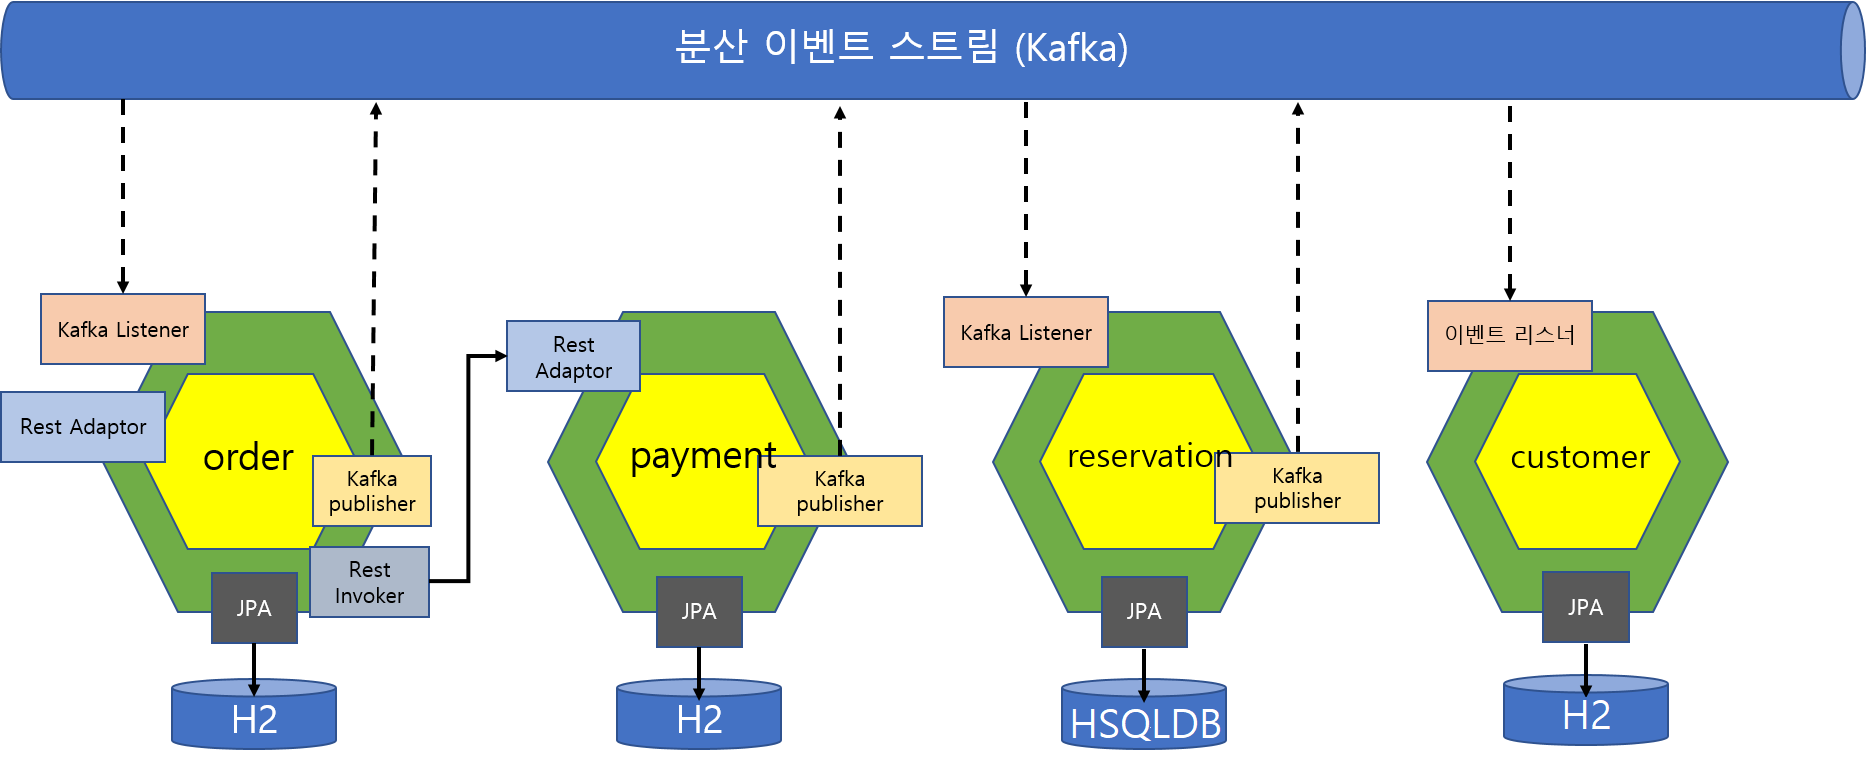 분산 이벤트 스트림 (Kafka)
Kafka Listener
Rest Adaptor
order
Kafka
publisher
Rest
Invoker
JPA
H2
Rest
Adaptor
payment
Kafka
publisher
JPA
H2
Kafka Listener
reservation
Kafka
publisher
JPA
HSQLDB
이벤트 리스너
customer
JPA
H2